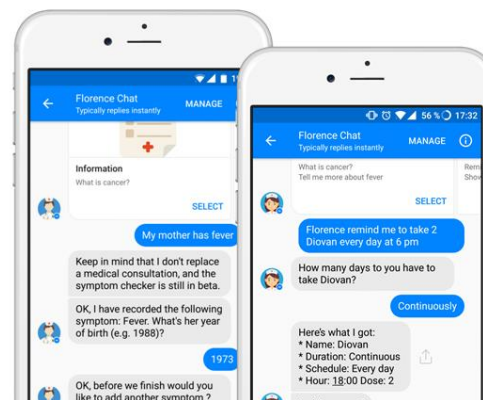 Florence Chat
Typically replies instantly
MANAGE
Information
What is cancer?
SELECT
My mother has fever
Keep in mind that I don't replace
a medical consultation, and the
symptom checker is still in beta.
OK, I have recorded the following
symptom: Fever. What's her year
of birth (e.g. 1988)?
1973
OK, before we finish would you
like to add another symptom ?
56 % 17:32
Florence Chat
Typically replies instantly
MANAGE
What is cancer?
Tell me more about fever
SELECT
Florence remind me to take 2
Diovan every day at 6 pm
How many days to you have to
take Diovan?
Continuously
Here's what I got:
* Name: Diovan
* Duration: Continuous
* Schedule: Every day
* Hour: 18:00 Dose: 2